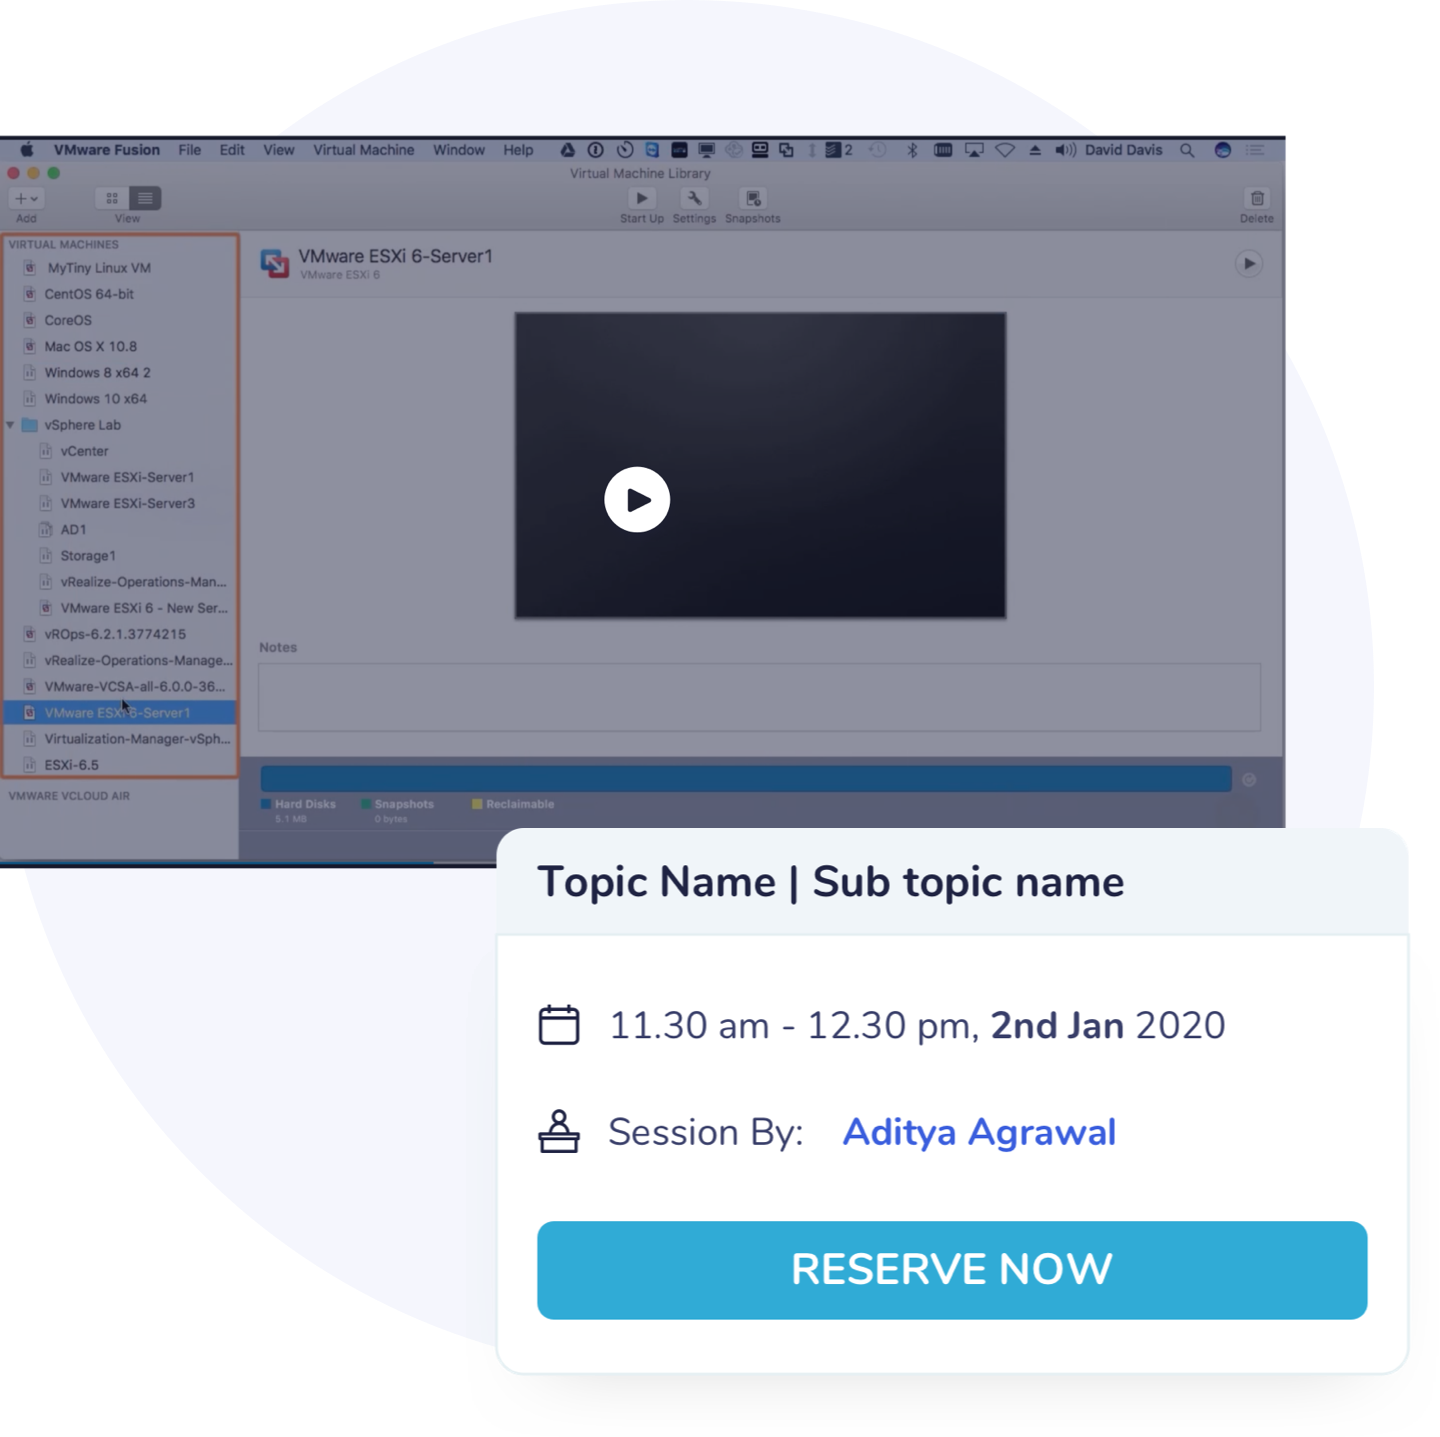 VMware Fusion File Edit View Virtual Machine Window Help 2 David Davis
Virtual Machine Library
Add View Start Up Settings Snapshots Delete
VIRTUAL MACHINES
MyTiny Linux VM
CentOS 64-bit
CoreOS
Mac OS X 10.8
Windows 8 x64 2
Windows 10 x64
vSphere Lab
vCenter
VMware ESXi-Server1
VMware ESXi-Server3
AD1
Storage1
vRealize-Operations-Man...
VMware ESXi 6 - New Ser...
vROps-6.2.1.3774215
vRealize-Operations-Manage...
VMware-VCSA-all-6.0.0-36...
VMware ESXi 6-Server1
Virtualization-Manager-vSph...
ESXi-6.5
VMWARE VCLOUD AIR
VMware ESXi 6-Server1
VMware ESXi 6
Notes
Hard Disks Snapshots Reclaimable
5.1 MB 0 bytes
Topic Name | Sub topic name
11.30 am - 12.30 pm, 2nd Jan 2020
Session By: Aditya Agrawal
RESERVE NOW